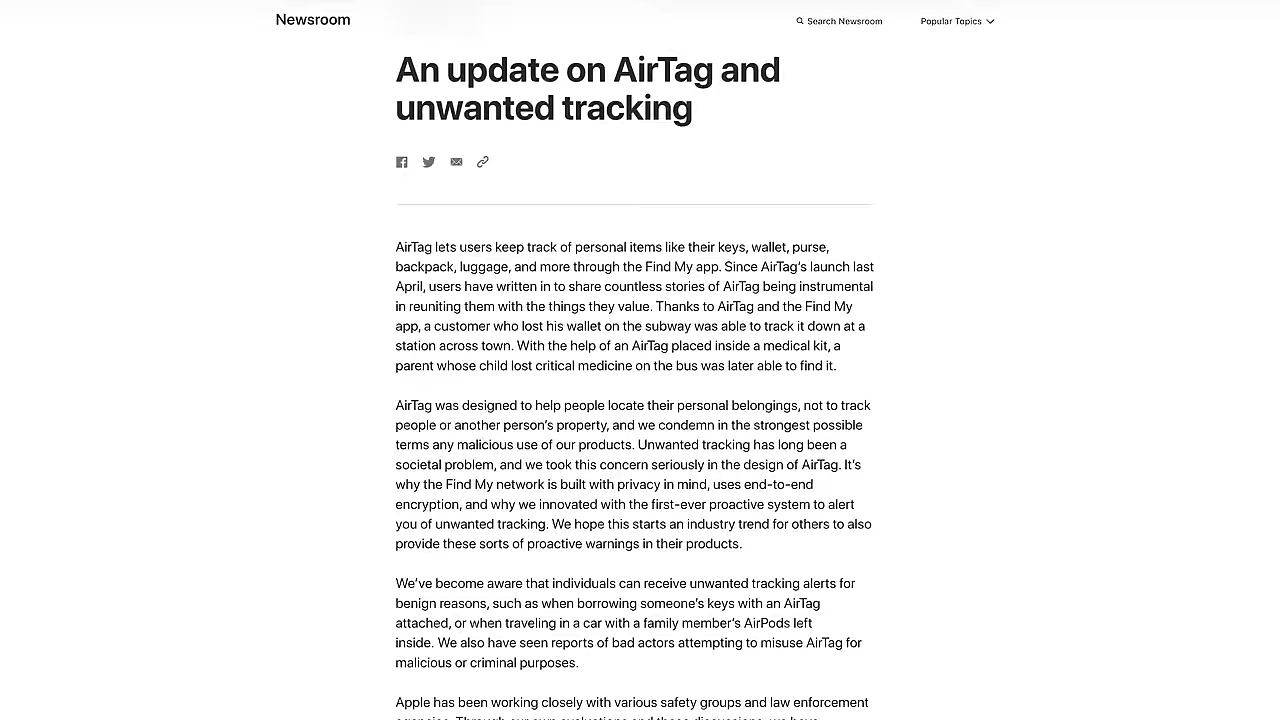 Newsroom
Search Newsroom
Popular Topics
An update on AirTag and
unwanted tracking
AirTag lets users keep track of personal items like their keys, wallet, purse,
backpack, luggage, and more through the Find My app. Since AirTag's launch last
April, users have written in to share countless stories of AirTag being instrumental
in reuniting them with the things they value. Thanks to AirTag and the Find My
app, a customer who lost his wallet on the subway was able to track it down at a
station across town. With the help of an AirTag placed inside a medical kit, a
parent whose child lost critical medicine on the bus was later able to find it.
AirTag was designed to help people locate their personal belongings, not to track
people or another person's property, and we condemn in the strongest possible
terms any malicious use of our products. Unwanted tracking has long been a
societal problem, and we took this concern seriously in the design of AirTag. It's
why the Find My network is built with privacy in mind, uses end-to-end
encryption, and why we innovated with the first-ever proactive system to alert
you of unwanted tracking. We hope this starts an industry trend for others to also
provide these sorts of proactive warnings in their products.
We've become aware that individuals can receive unwanted tracking alerts for
benign reasons, such as when borrowing someone's keys with an AirTag
attached, or when traveling in a car with a family member's AirPods left
inside. We also have seen reports of bad actors attempting to misuse AirTag for
malicious or criminal purposes.
Apple has been working closely with various safety groups and law enforcement